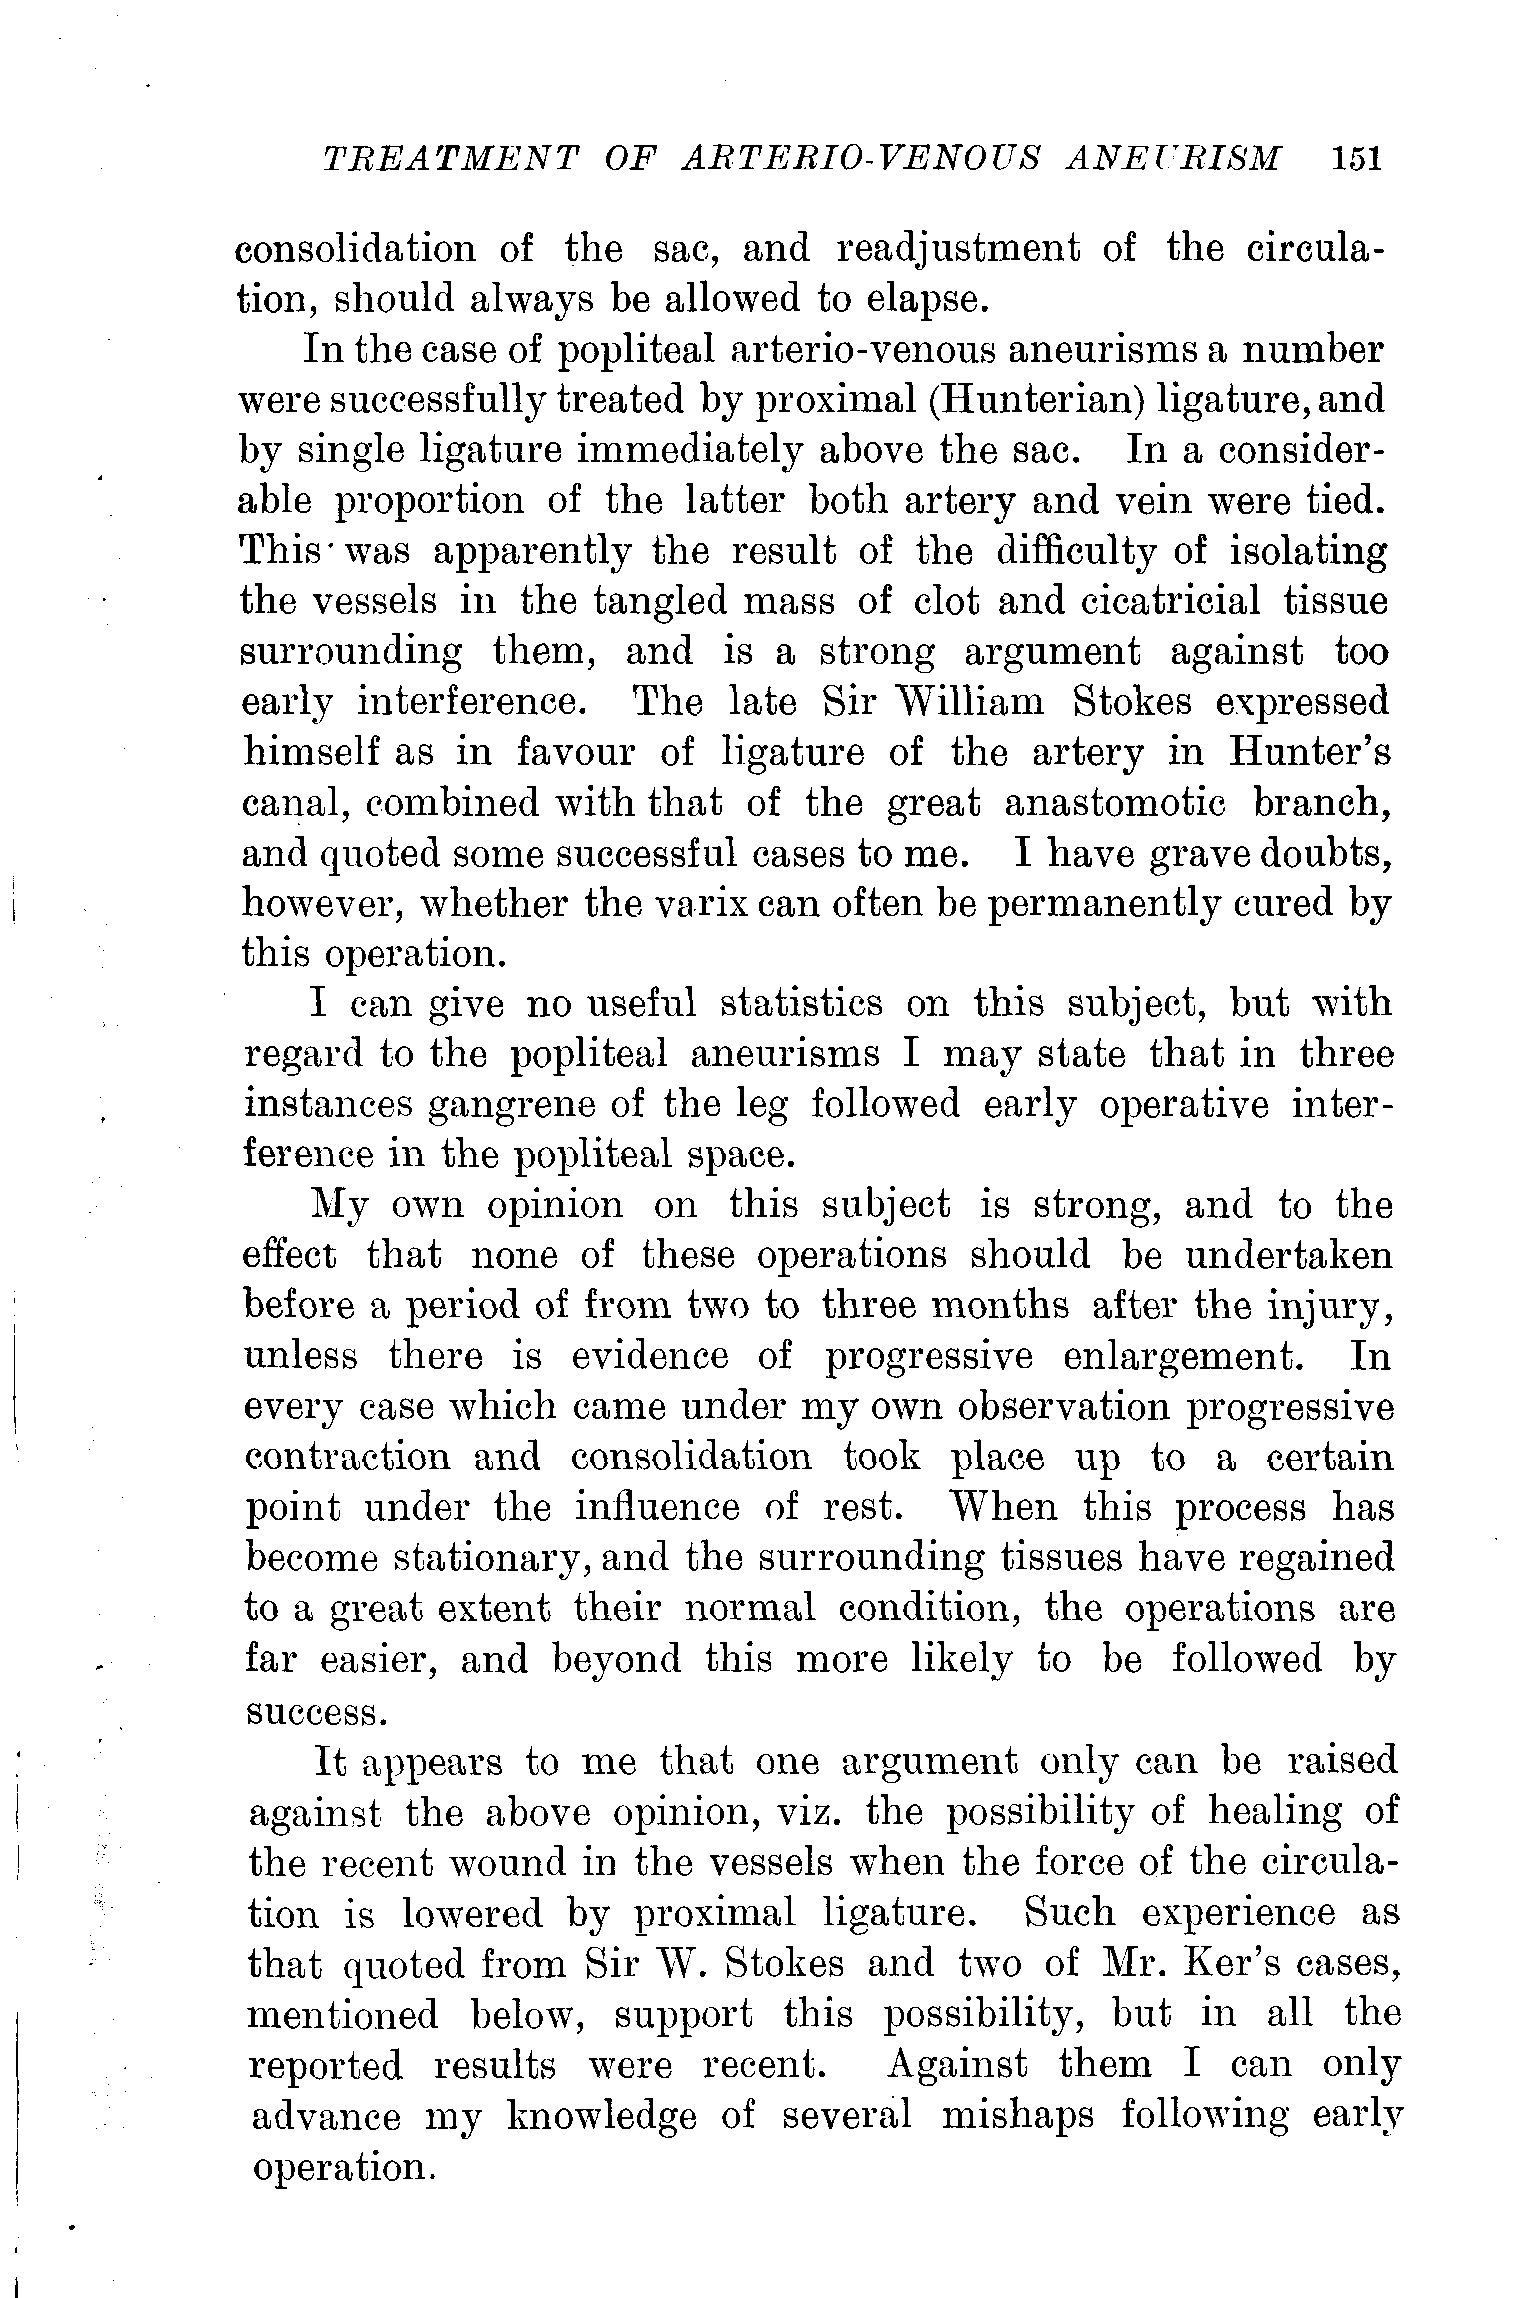 TREATMENT OF ARTERIO-VENOUS ANEURISM 151
consolidation of the sac, and readjustment of the circula-
tion, should always be allowed to elapse.
In the case of popliteal arterio-venous aneurisms a number
were successfully treated by proximal (Hunterian) ligature, and
by single ligature immediately above the sac. In a consider-
able proportion of the latter both artery and vein were tied.
This was apparently the result of the difficulty of isolating
the vessels in the tangled mass of clot and cicatricial tissue
surrounding them, and is a strong argument against too
early interference. The late Sir William Stokes expressed
himself as in favour of ligature of the artery in Hunter's
canal, combined with that of the great anastomotic branch,
and quoted some successful cases to me. I have grave doubts,
however, whether the varix can often be permanently cured by
this operation.
I can give no useful statistics on this subject, but with
regard to the popliteal aneurisms I may state that in three
instances gangrene of the leg followed early operative inter-
ference in the popliteal space.
My own opinion on this subject is strong, and to the
effect that none of these operations should be undertaken
before a period of from two to three months after the injury,
unless there is evidence of progressive enlargement. In
every case which came under my own observation progressive
contraction and consolidation took place up to a certain
point under the influence of rest. When this process has
become stationary, and the surrounding tissues have regained
to a great extent their normal condition, the operations are
far easier, and beyond this more likely to be followed by
success.
It appears to me that one argument only can be raised
against the above opinion, viz. the possibility of healing of
the recent wound in the vessels when the force of the circula-
tion is lowered by proximal ligature. Such experience as
that quoted from Sir W. Stokes and two of Mr. Ker's cases,
mentioned below, support this possibility, but in all the
reported results were recent. Against them I can only
advance my knowledge of several mishaps following early
operation.